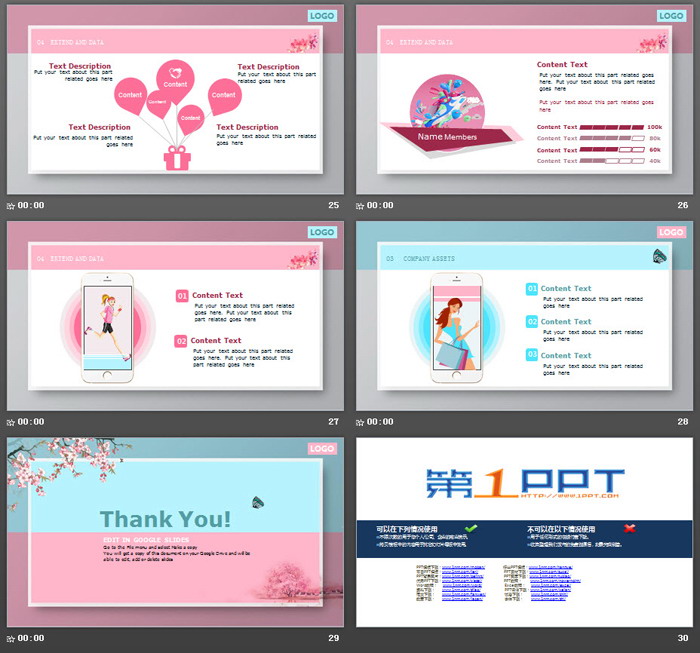 LOGO
04 EXTEND AND DATA
Text Description
Put your text about this part
related goes here
Text Description
Put your text about this part
related goes here
Content
Content
Content
Content
Content
Text Description
Put your text about this part related
goes here
Text Description
Put your text about this part related
goes here
00:00
25
LOGO
04 EXTEND AND DATA
Name Members
Content Text
Put your text about this part related goes
here. Put your text about this part related
goes here.
Put your text about this part related
goes here
Content Text 100k
Content Text 80k
Content Text 60k
Content Text 40k
00:00
26
LOGO
04 EXTEND AND DATA
01 Content Text
Put your text about this part related
goes here. Put your text about this
part related goes here
02 Content Text
Put your text about this part related
goes here. Put your text about this
part related goes here
00:00
27
LOGO
03 COMPANY ASSETS
01 Content Text
Put your text about this part related
goes here
02 Content Text
Put your text about this part related
goes here
03 Content Text
Put your text about this part related
goes here
00:00
28
LOGO
Thank You!
EDIT IN GOOGLE SLIDES
Go to the File menu and select Make a copy
You will get a copy of this document on your Google Drive and will be
able to edit, add or delete slides
00:00
29
第1PPT
HTTP://WWW.1PPT.COM
可以在下列情况使用
不可以在以下情况使用
30